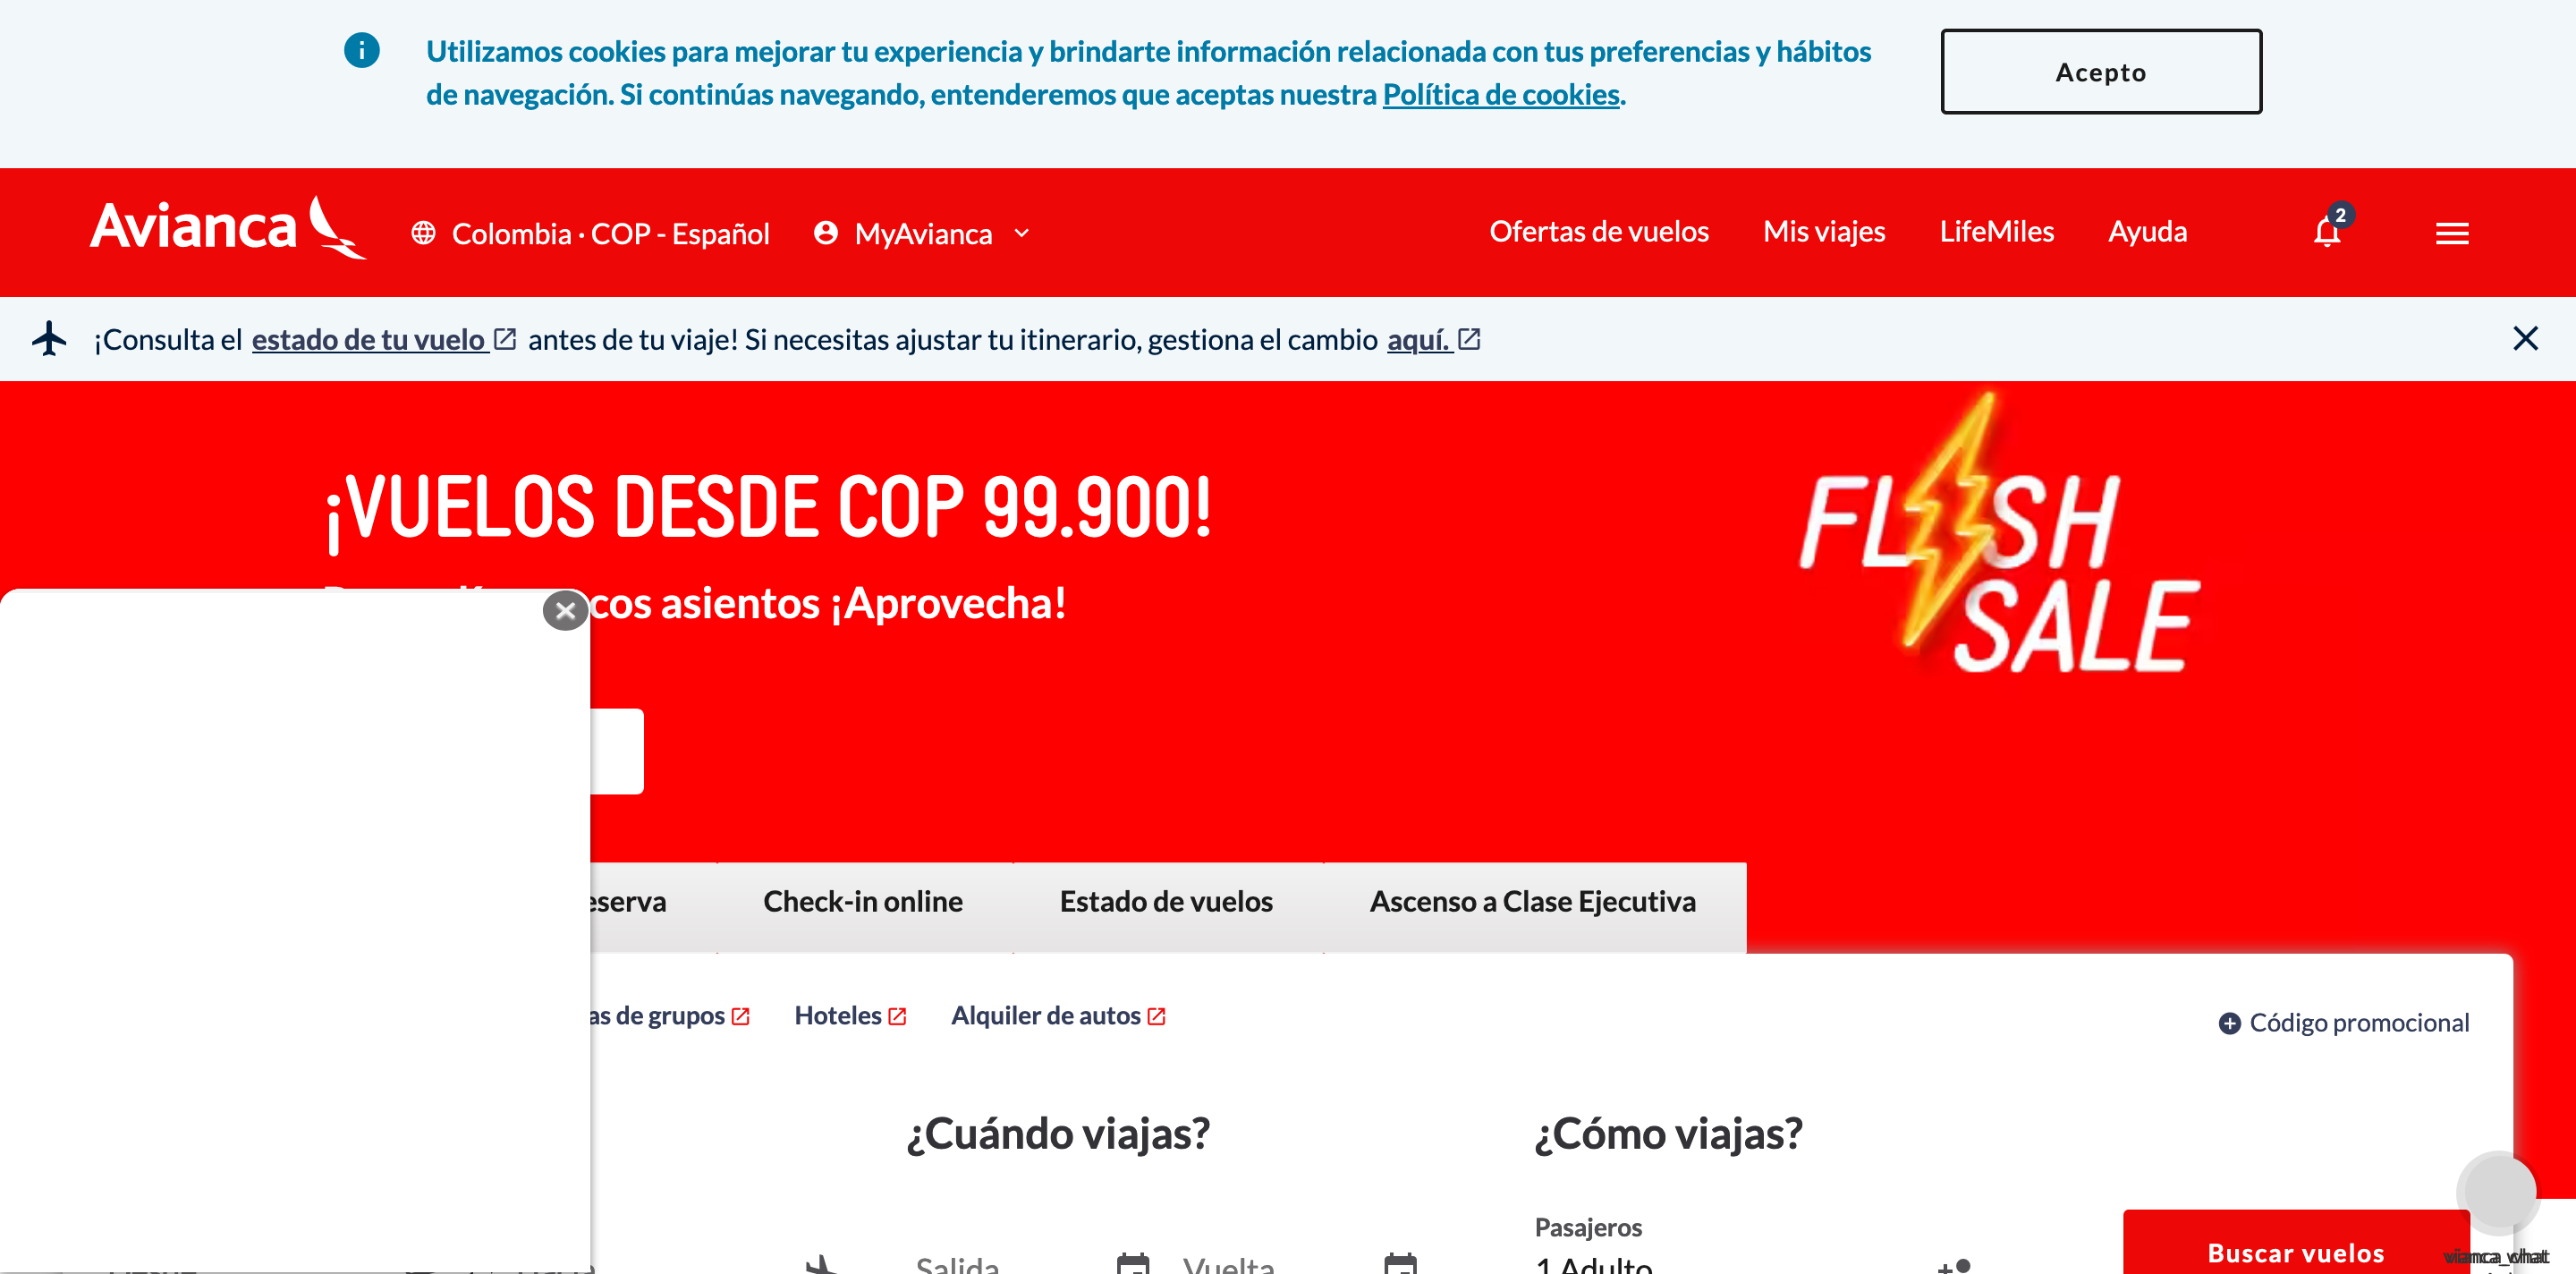 Utilizamos cookies para mejorar tu experiencia y brindarte información relacionada con tus preferencias y hábitos
de navegación. Si continúas navegando, entenderemos que aceptas nuestra Política de cookies.
Acepto
Avianca
Colombia · COP - Español
MyAvianca
Ofertas de vuelos
Mis viajes
LifeMiles
Ayuda
2
¡Consulta el estado de tu vuelo antes de tu viaje! Si necesitas ajustar tu itinerario, gestiona el cambio aquí.
¡VUELOS DESDE COP 99.900!
cos asientos ¡Aprovecha!
FLASH
SALE
eserva
Check-in online
Estado de vuelos
Ascenso a Clase Ejecutiva
as de grupos
Hoteles
Alquiler de autos
Código promocional
¿Cuándo viajas?
¿Cómo viajas?
Pasajeros
Salida
Vuelta
1 Adulto
Buscar vuelos